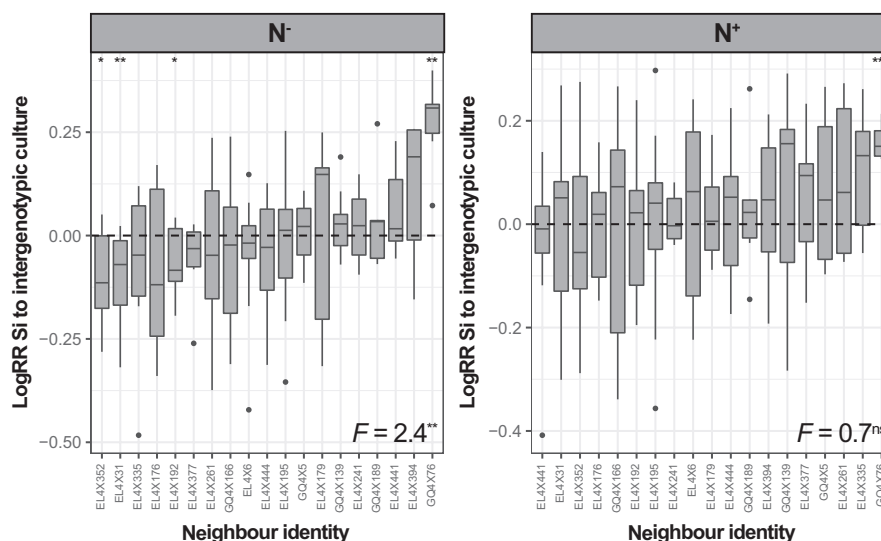 N-
N+
LogRR Si to intergenotypic culture
0.25
0.00
−0.25
−0.50
* ** * **
F = 2.4**
EL4X352
EL4X31
EL4X335
EL4X176
EL4X192
EL4X377
EL4X261
GQ4X166
EL4X6
EL4X444
EL4X195
GQ4X5
EL4X179
GQ4X139
EL4X241
GQ4X189
EL4X441
EL4X394
GQ4X76
Neighbour identity
LogRR Si to intergenotypic culture
0.2
0.0
−0.2
−0.4
**
F = 0.7ns
EL4X441
EL4X31
EL4X352
EL4X176
GQ4X166
EL4X192
EL4X195
EL4X241
EL4X6
EL4X179
EL4X444
GQ4X189
EL4X394
GQ4X139
EL4X377
GQ4X5
EL4X261
EL4X335
GQ4X76
Neighbour identity